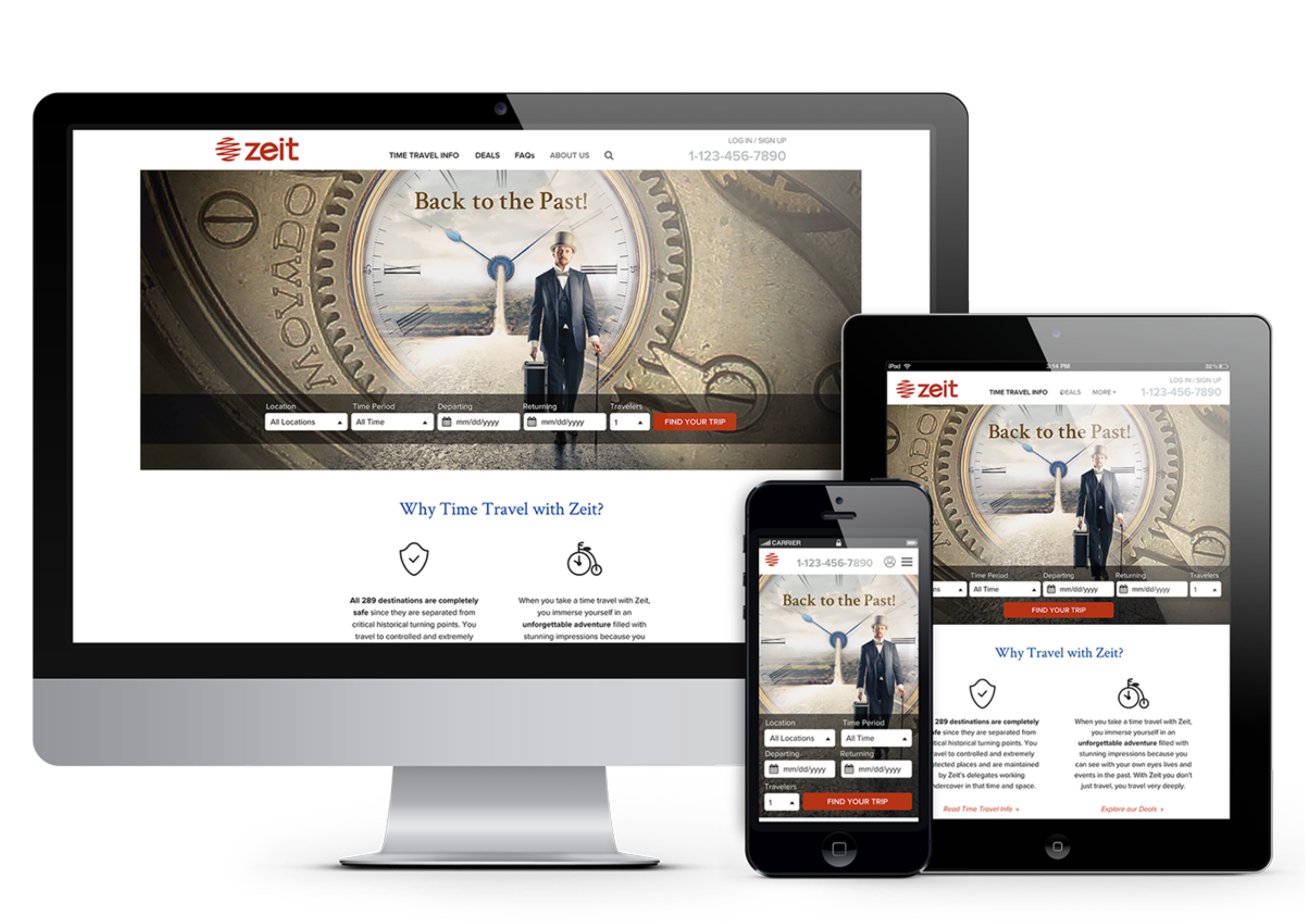 zeit
TIME TRAVEL INFO DEALS FAQs ABOUT US
LOG IN / SIGN UP
1-123-456-7890
MOVADO
Back to the Past!
Location Time Period Departing Returning Travelers
All Locations All Time mm/dd/yyyy mm/dd/yyyy 1 FIND YOUR TRIP
Why Time Travel with Zeit?
All 289 destinations are completely
safe since they are separated from
critical historical turning points. You
travel to controlled and extremely
When you take a time travel with Zeit,
you immerse yourself in an
unforgettable adventure filled with
stunning impressions because you
CARRIER
1-123-456-7890
Back to the Past!
Location Time Period
All Locations All Time
Departing Returning
mm/dd/yyyy mm/dd/yyyy
Travelers
1 FIND YOUR TRIP
iPad 3:14 PM 32%
zeit
TIME TRAVEL INFO DEALS MORE
LOG IN / SIGN UP
1-123-456-7890
Back to the Past!
Time Period Departing Returning Travelers
ns All Time mm/dd/yyyy mm/dd/yyyy 1
FIND YOUR TRIP
Why Travel with Zeit?
289 destinations are completely
fe since they are separated from
itical historical turning points. You
avel to controlled and extremely
otected places and are maintained
by Zeit's delegates working
ndercover in that time and space.
Read Time Travel Info »
When you take a time travel with Zeit,
you immerse yourself in an
unforgettable adventure filled with
stunning impressions because you
can see with your own eyes lives and
events in the past. With Zeit you don't
just travel, you travel very deeply.
Explore our Deals »